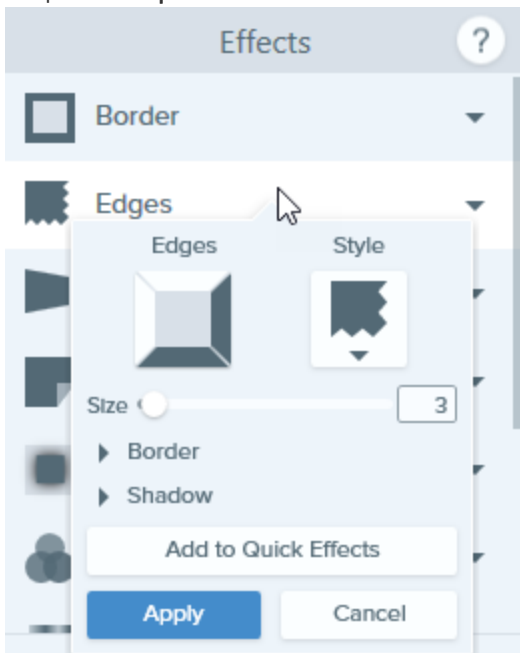 Effects ?
Border
Edges
Edges Style
Size 3
Border
Shadow
Add to Quick Effects
Apply Cancel